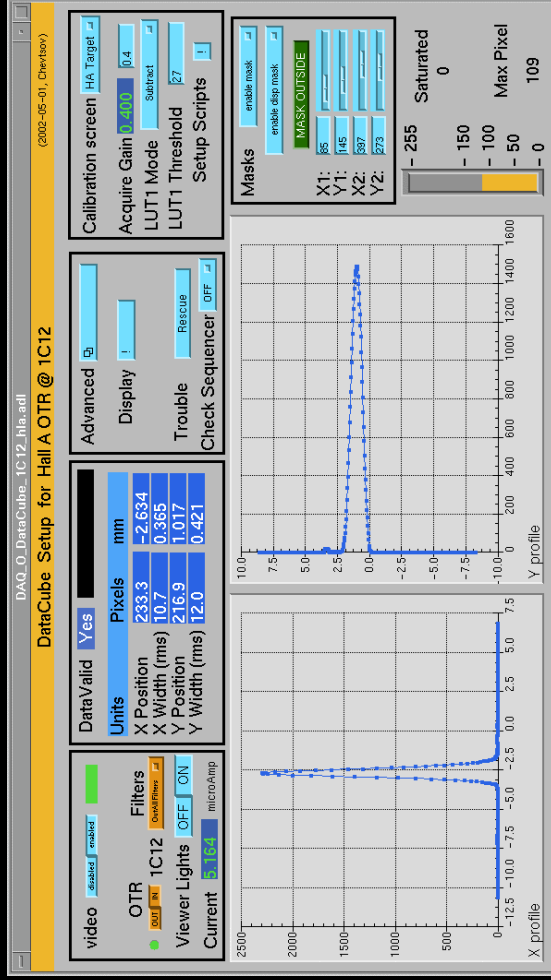 DAQ_O_DataCube_1C12_hla.adl
DataCube Setup for Hall A OTR @ 1C12
(2002-05-01, Chevtsov)
video
disabled
enabled
OTR
Filters
OUT
IN
1C12
OutAllFilters
Viewer Lights
OFF
ON
Current
5.164
microAmp
DataValid
Yes
Units Pixels mm
X Position 233.3 -2.634
X Width (rms) 10.7 0.365
Y Position 216.9 1.017
Y Width (rms) 12.0 0.421
Advanced
Display
!
Trouble
Rescue
Check Sequencer
OFF
Calibration screen
HA Target
Acquire Gain
0.400
0.4
LUT1 Mode
Subtract
LUT1 Threshold
27
Setup Scripts
!
2500
2000
1500
1000
500
0
-12.5 -10.0 -7.5 -5.0 -2.5 0.0 2.5 5.0 7.5
X profile
10.0
7.5
5.0
2.5
0.0
-2.5
-5.0
-7.5
-10.0
0 200 400 600 800 1000 1200 1400 1600
Y profile
Masks
enable mask
enable disp mask
MASK OUTSIDE
X1: 85
Y1: 145
X2: 397
Y2: 273
255
150
100
50
0
Saturated
0
Max Pixel
109